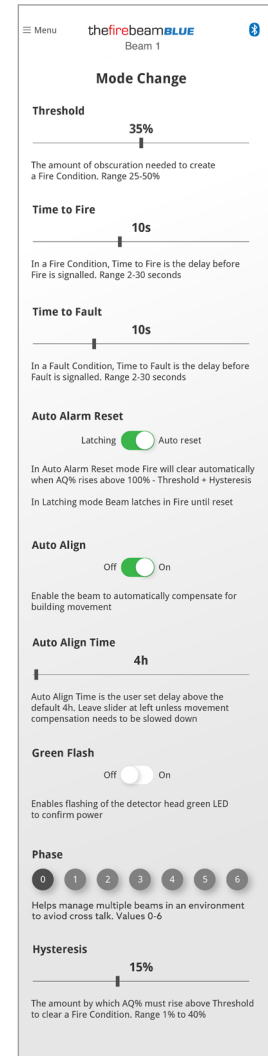 Menu
thefirebeamBLUE
Beam 1
Mode Change
Threshold
35%
The amount of obscuration needed to create
a Fire Condition. Range 25-50%
Time to Fire
10s
In a Fire Condition, Time to Fire is the delay before
Fire is signalled. Range 2-30 seconds
Time to Fault
10s
In a Fault Condition, Time to Fault is the delay before
Fault is signalled. Range 2-30 seconds
Auto Alarm Reset
Latching Auto reset
In Auto Alarm Reset mode Fire will clear automatically
when AQ% rises above 100% - Threshold + Hysteresis
In Latching mode Beam latches in Fire until reset
Auto Align
Off On
Enable the beam to automatically compensate for
building movement
Auto Align Time
4h
Auto Align Time is the user set delay above the
default 4h, Leave slider at left unless movement
compensation needs to be slowed down
Green Flash
Off On
Enables flashing of the detector head green LED
to confirm power
Phase
0 1 2 3 4 5 6
Helps manage multiple beams in an environment
to aviod cross talk. Values 0-6
Hysteresis
15%
The amount by which AQ% must rise above Threshold
to clear a Fire Condition. Range 1% to 40%